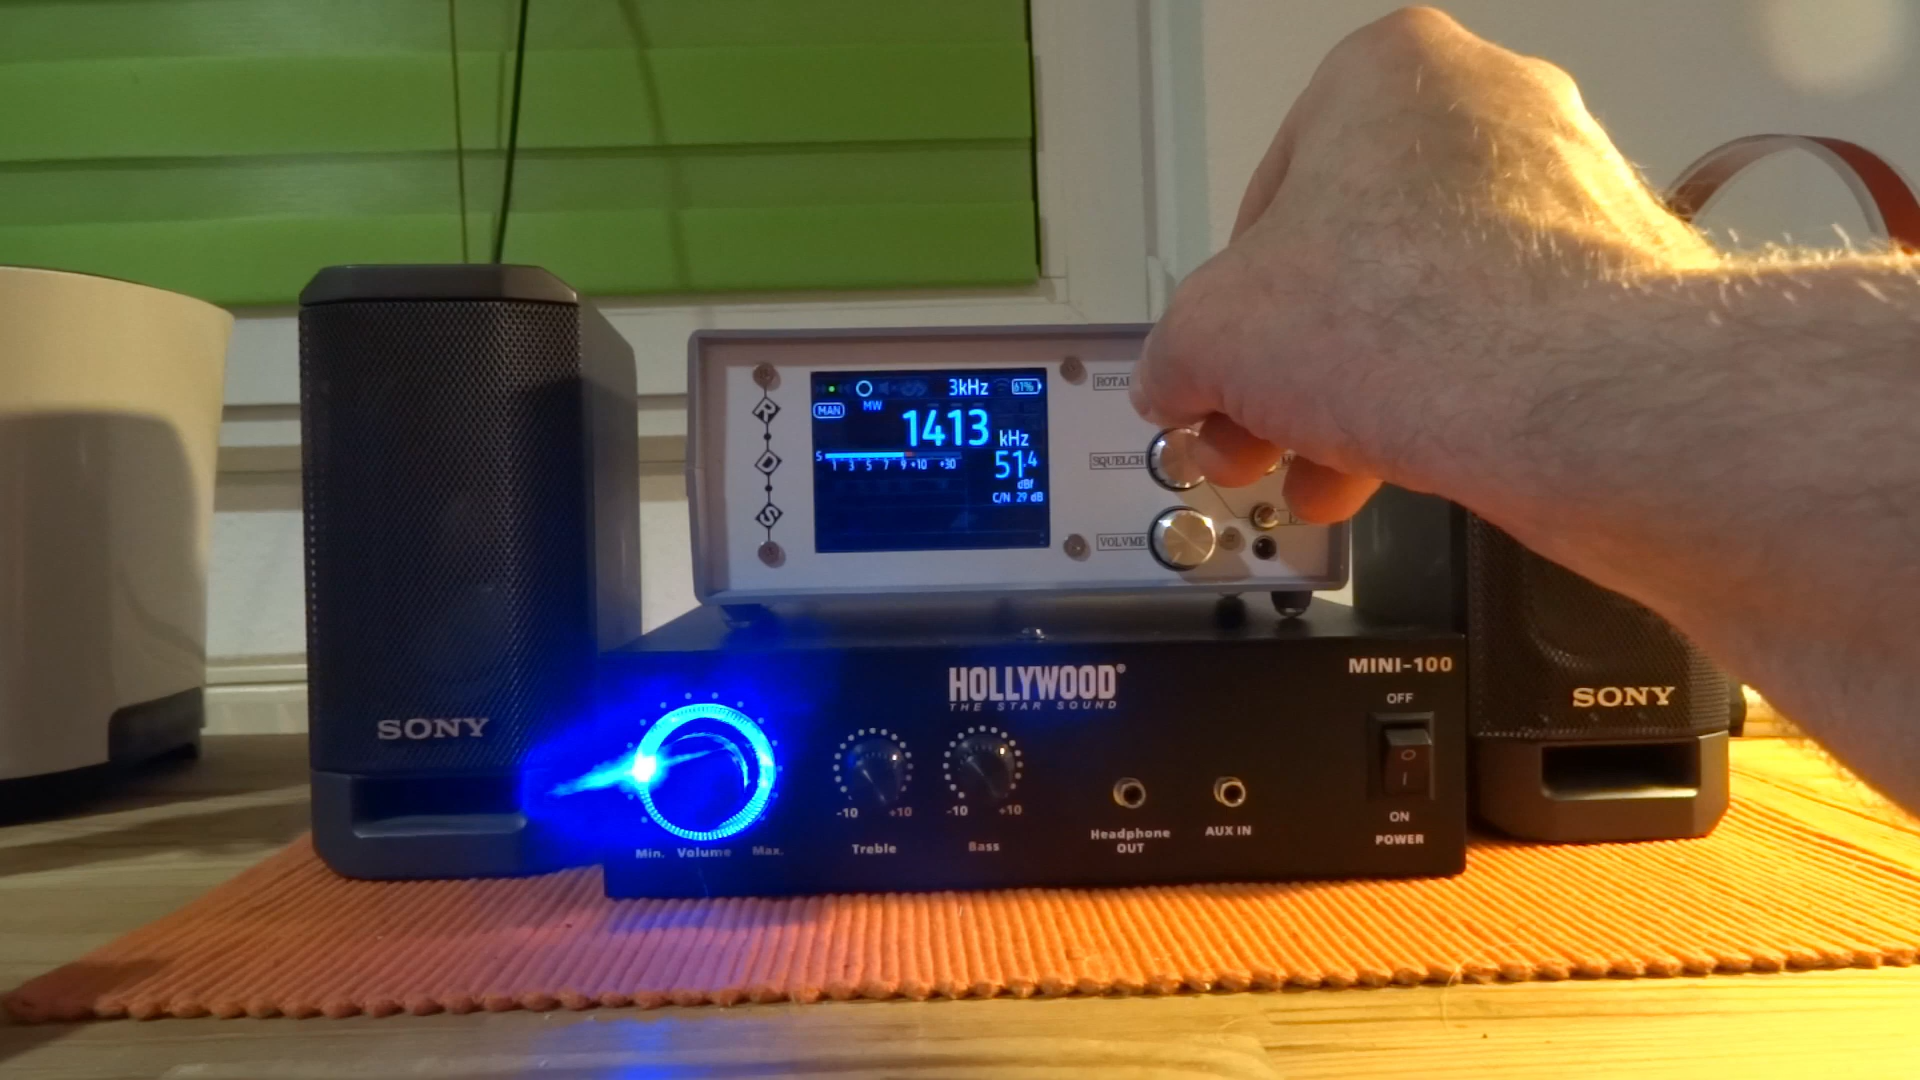 3kHz 61%
MAN MW
1413 kHz
S 1 3 5 7 9 +10 +30
51.4
dBf
C/N 29 dB
R
D
S
SQUELCH
VOLVME
HOLLYWOOD®
THE STAR SOUND
MINI-100
OFF
O
I
ON
POWER
Min. Volume Max.
-10 +10
Treble
-10 +10
Bass
Headphone
OUT
AUX IN
SONY
SONY